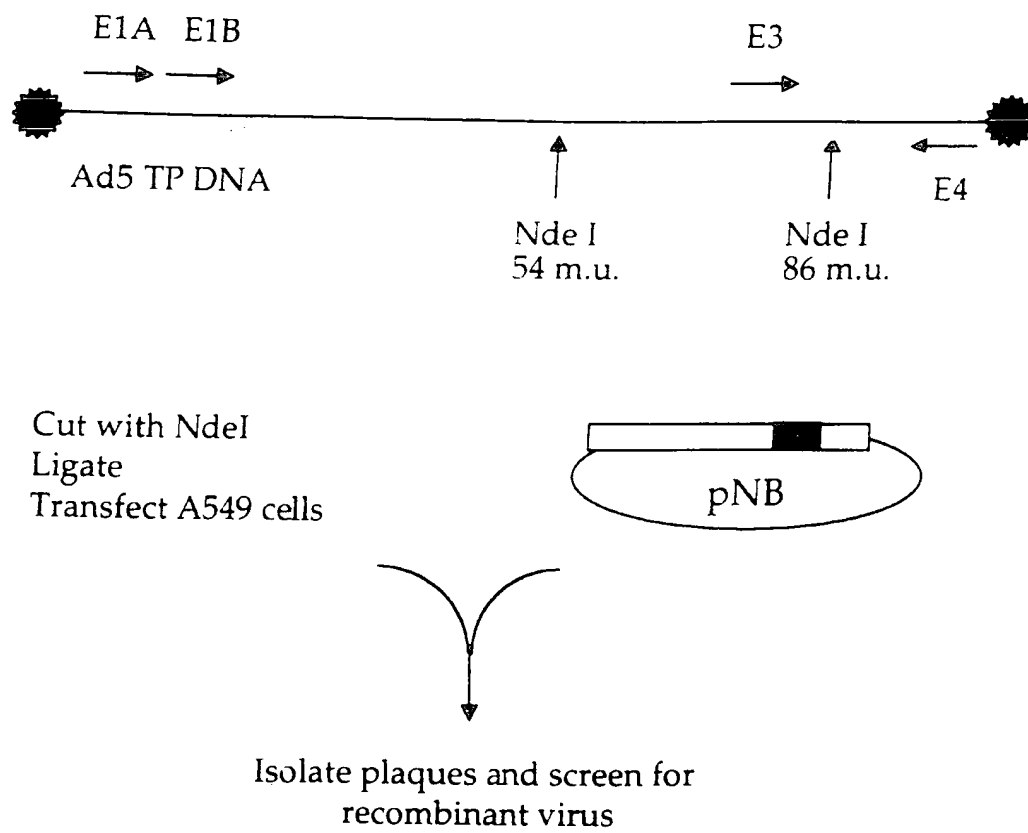 E1A E1B
E3
Ad5 TP DNA
E4
Nde I
54 m.u.
Nde I
86 m.u.
Cut with NdeI
Ligate
Transfect A549 cells
pNB
Isolate plaques and screen for
recombinant virus